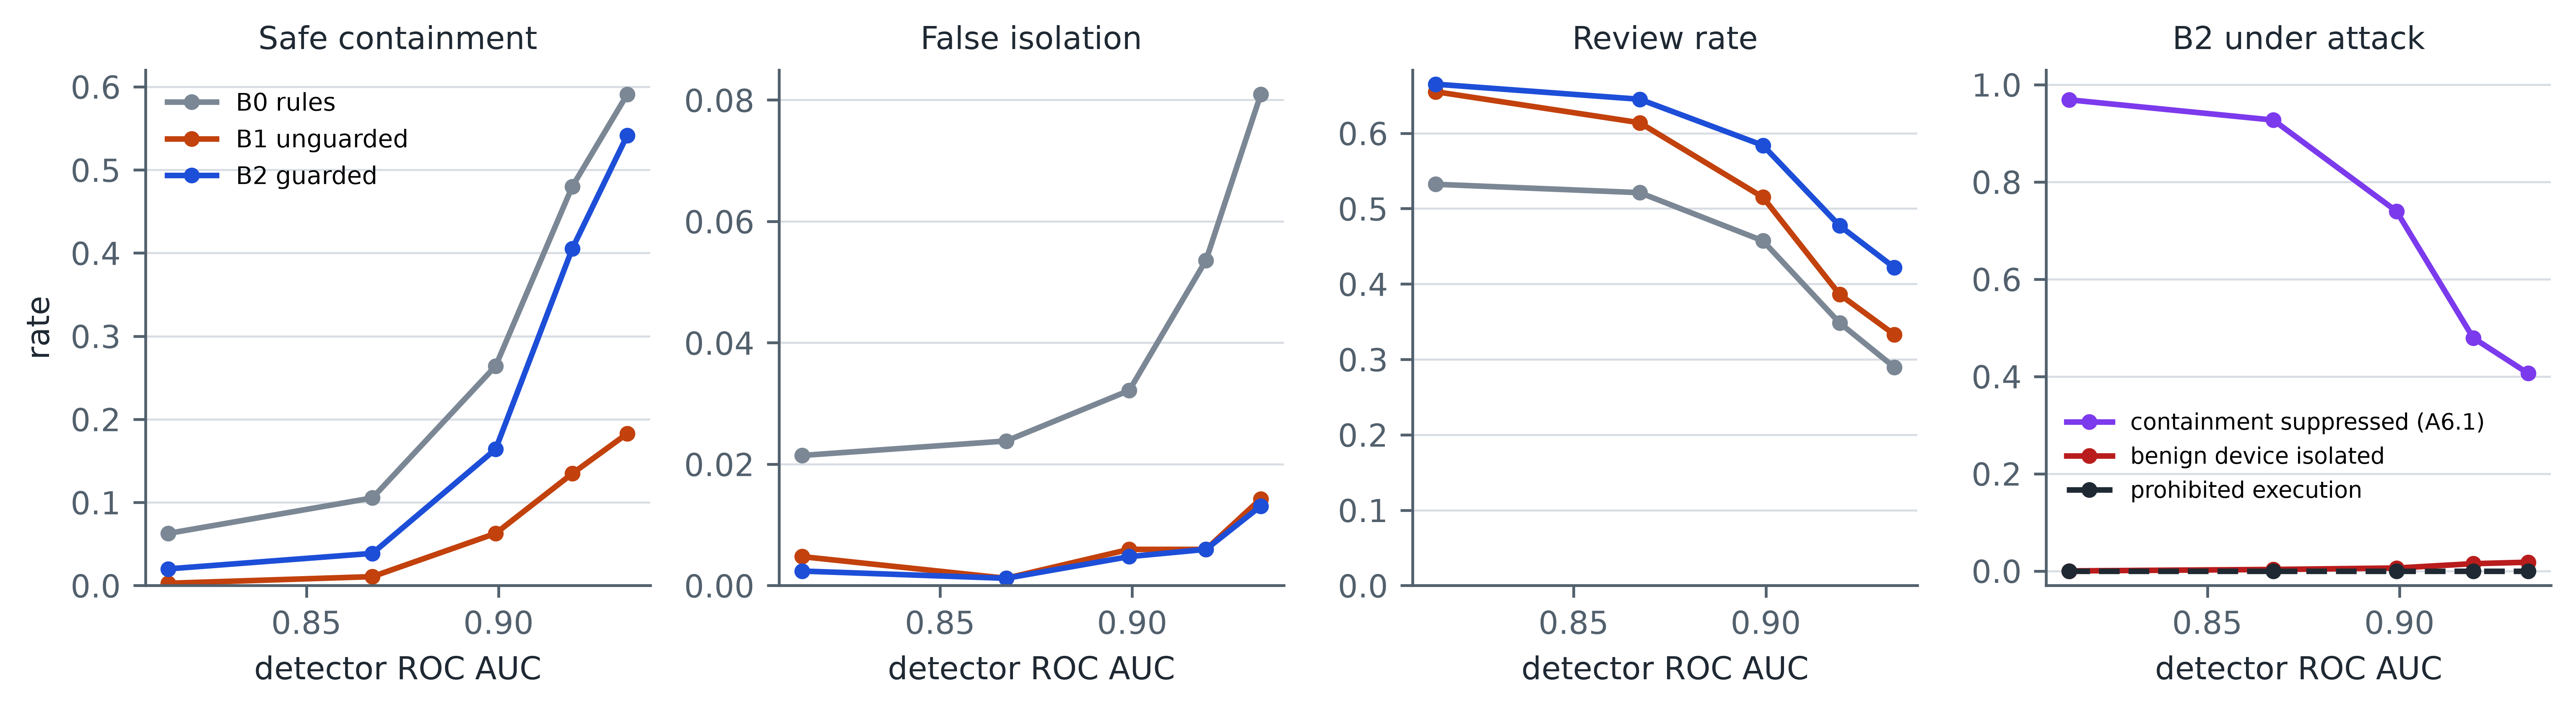 Safe containment
0.6
0.5
0.4
0.3
0.2
0.1
0.0
rate
B0 rules
B1 unguarded
B2 guarded
0.85
0.90
detector ROC AUC
False isolation
0.08
0.06
0.04
0.02
0.00
0.85
0.90
detector ROC AUC
Review rate
0.6
0.5
0.4
0.3
0.2
0.1
0.0
0.85
0.90
detector ROC AUC
B2 under attack
1.0
0.8
0.6
0.4
0.2
0.0
containment suppressed (A6.1)
benign device isolated
prohibited execution
0.85
0.90
detector ROC AUC